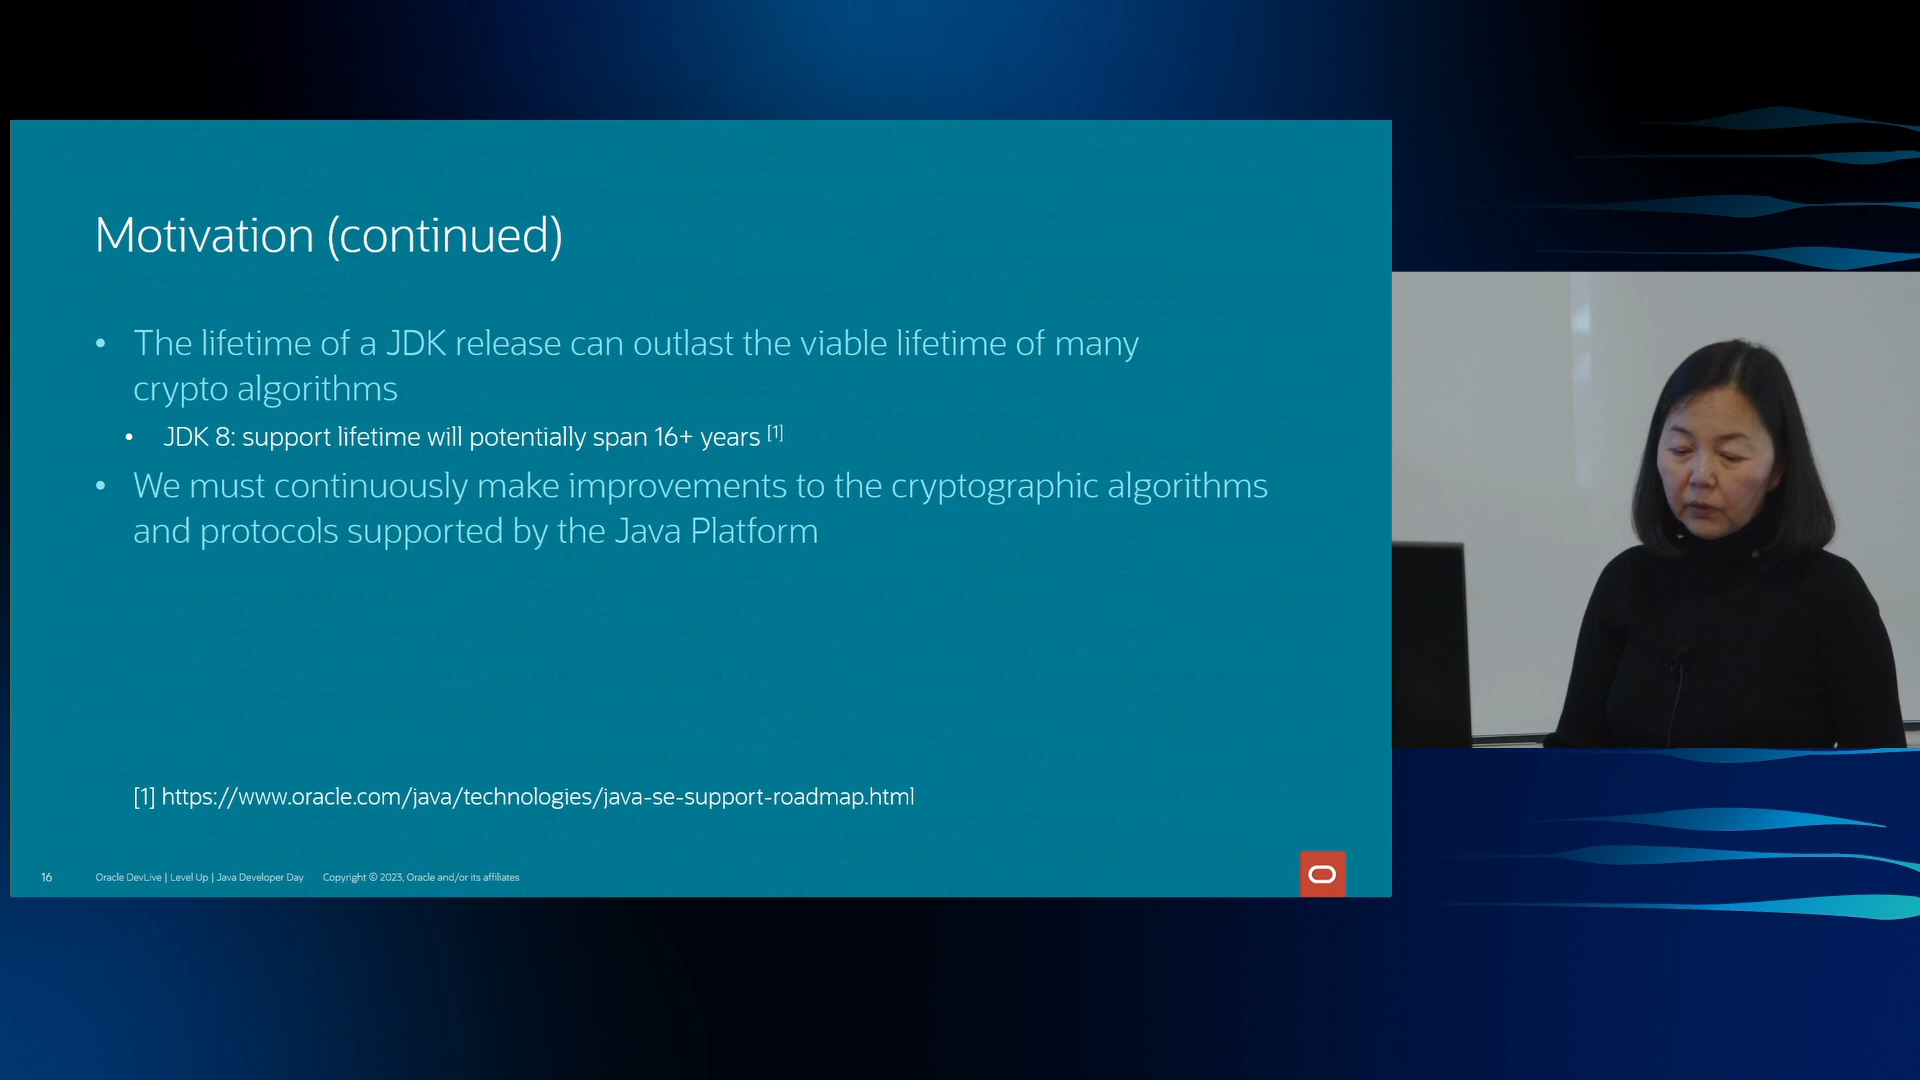 Motivation (continued)
• The lifetime of a JDK release can outlast the viable lifetime of many
crypto algorithms
• JDK 8: support lifetime will potentially span 16+ years [1]
• We must continuously make improvements to the cryptographic algorithms
and protocols supported by the Java Platform
[1] https://www.oracle.com/java/technologies/java-se-support-roadmap.html
16 Oracle DevLive | Level Up | Java Developer Day Copyright © 2023, Oracle and/or its affiliates